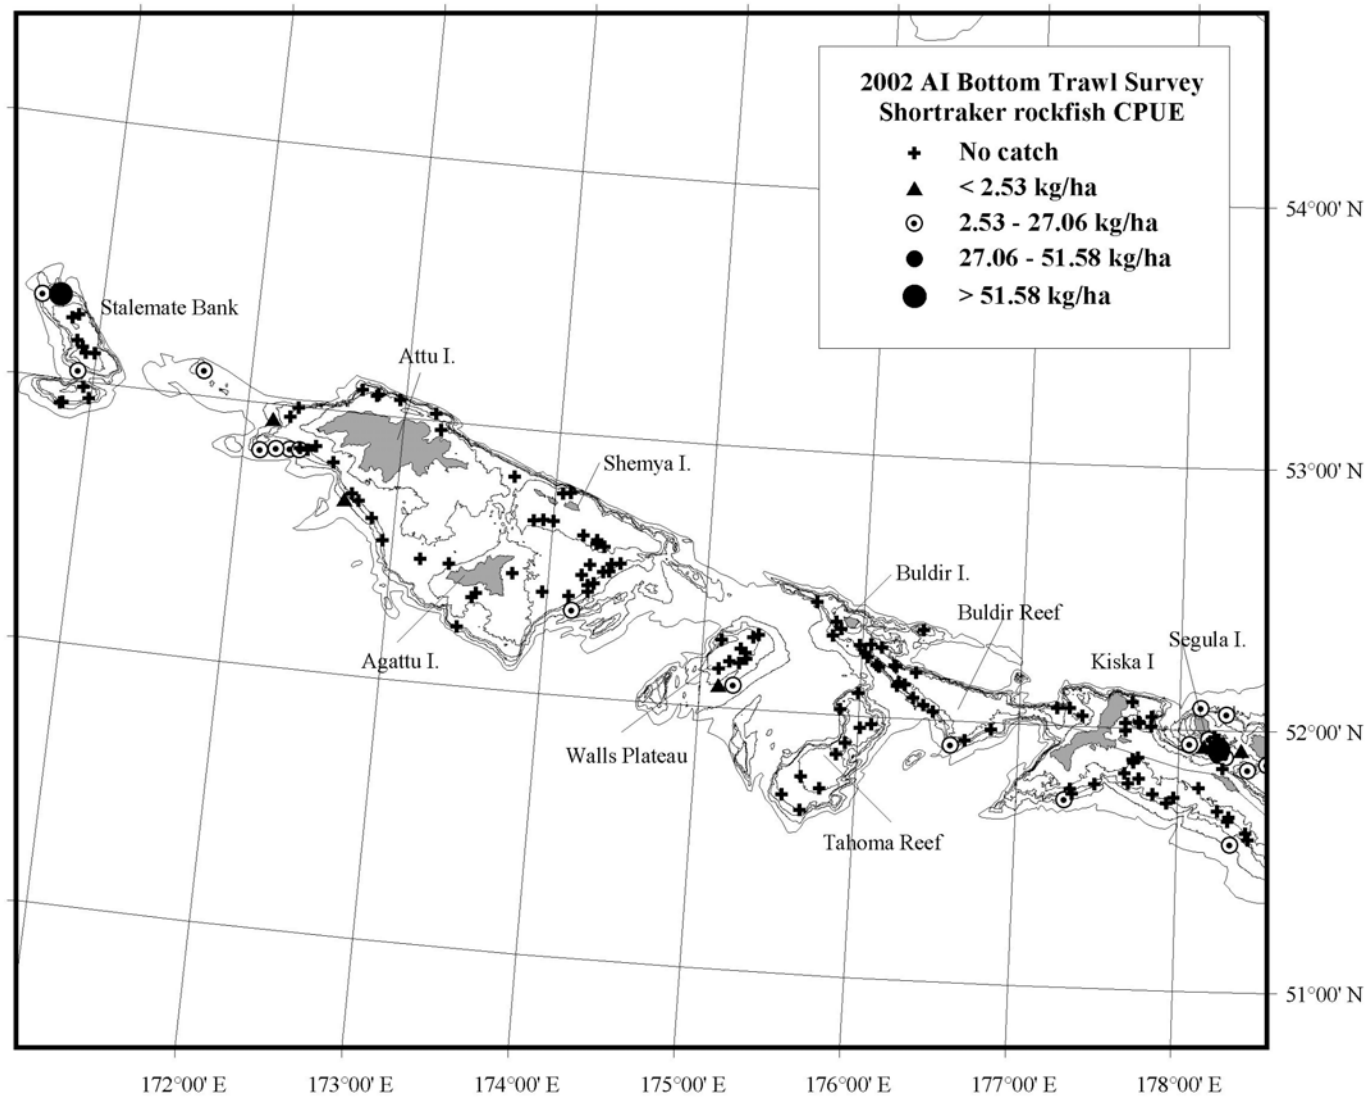 2002 AI Bottom Trawl Survey
Shortraker rockfish CPUE
No catch
< 2.53 kg/ha
2.53 - 27.06 kg/ha
27.06 - 51.58 kg/ha
> 51.58 kg/ha
54°00' N
Stalemate Bank
Attu I.
Shemya I.
53°00' N
Buldir I.
Buldir Reef
Segula I.
Kiska I
Agattu I.
52°00' N
Walls Plateau
Tahoma Reef
51°00' N
172°00' E
173°00' E
174°00' E
175°00' E
176°00' E
177°00' E
178°00' E